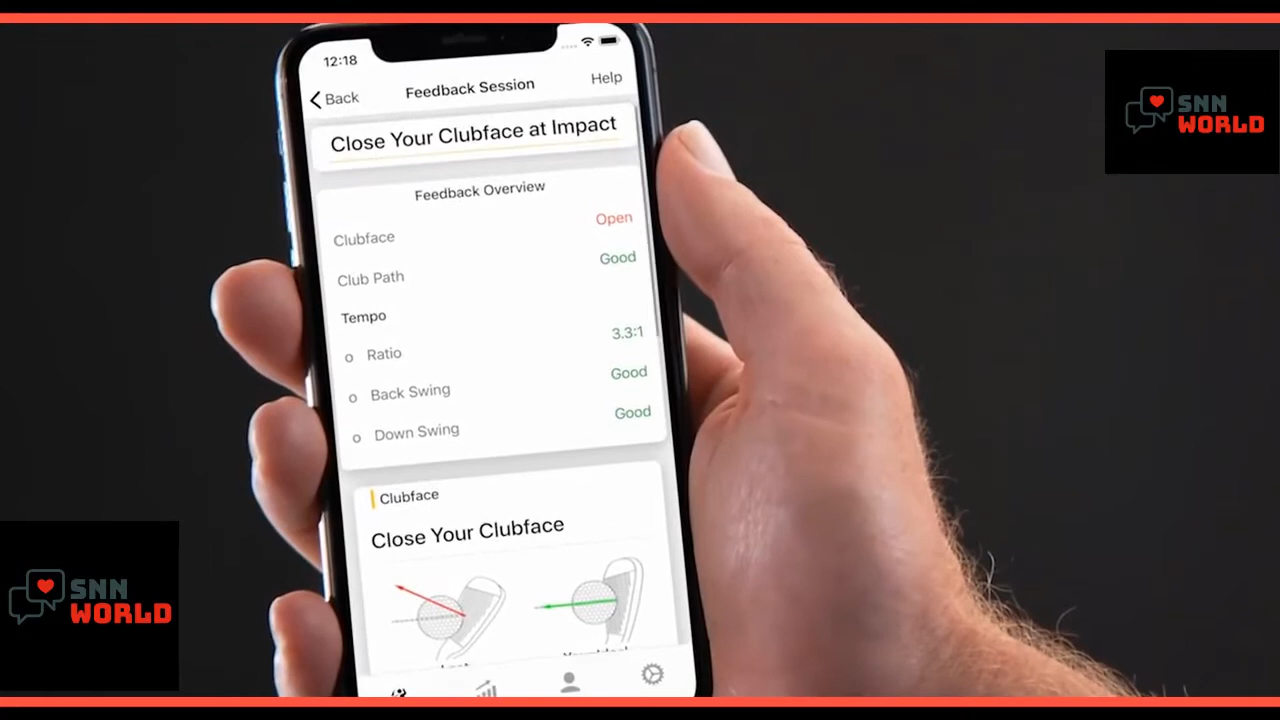 12:18
Back
Feedback Session
Help
Close Your Clubface at Impact
Feedback Overview
Clubface
Open
Club Path
Good
Tempo
o Ratio
3.3:1
o Back Swing
Good
o Down Swing
Good
Clubface
Close Your Clubface
SNN
WORLD
SNN
WORLD